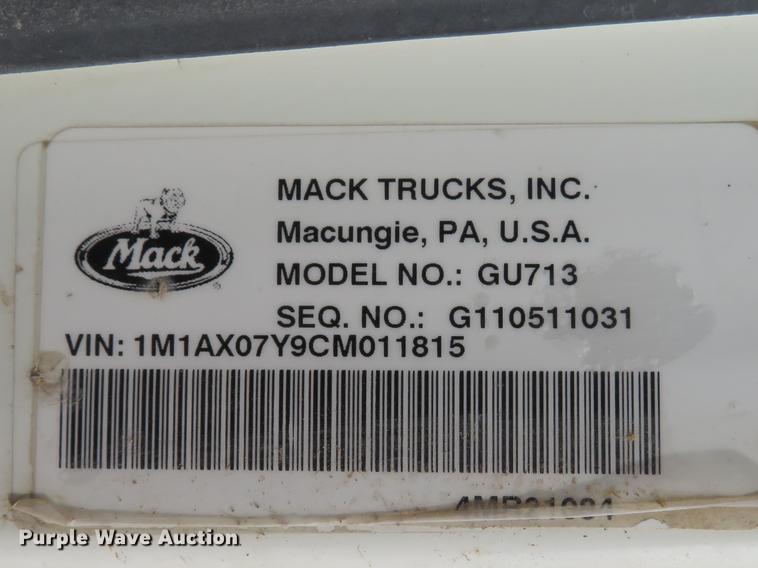 Mack
®
MACK TRUCKS, INC.
Macungie, PA, U.S.A.
MODEL NO.: GU713
SEQ. NO.: G110511031
VIN: 1M1AX07Y9CM011815
Purple Wave Auction